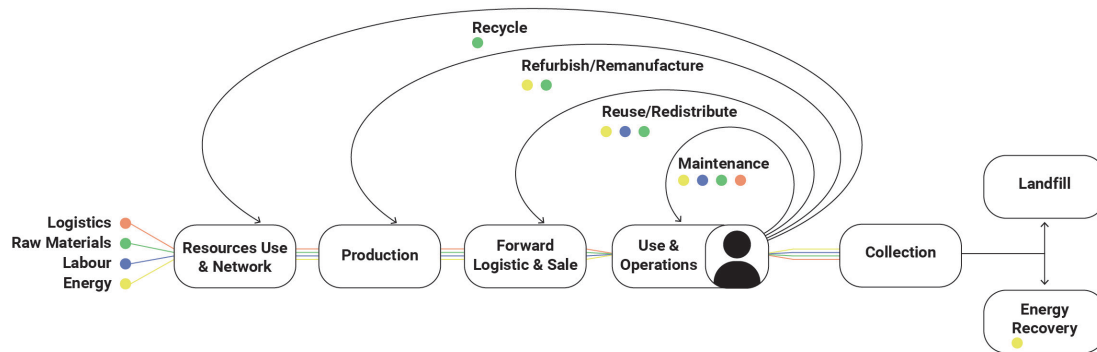 Recycle
Refurbish/Remanufacture
Reuse/Redistribute
Maintenance
Logistics
Raw Materials
Labour
Energy
Resources Use
& Network
Production
Forward
Logistic & Sale
Use &
Operations
Collection
Landfill
Energy
Recovery